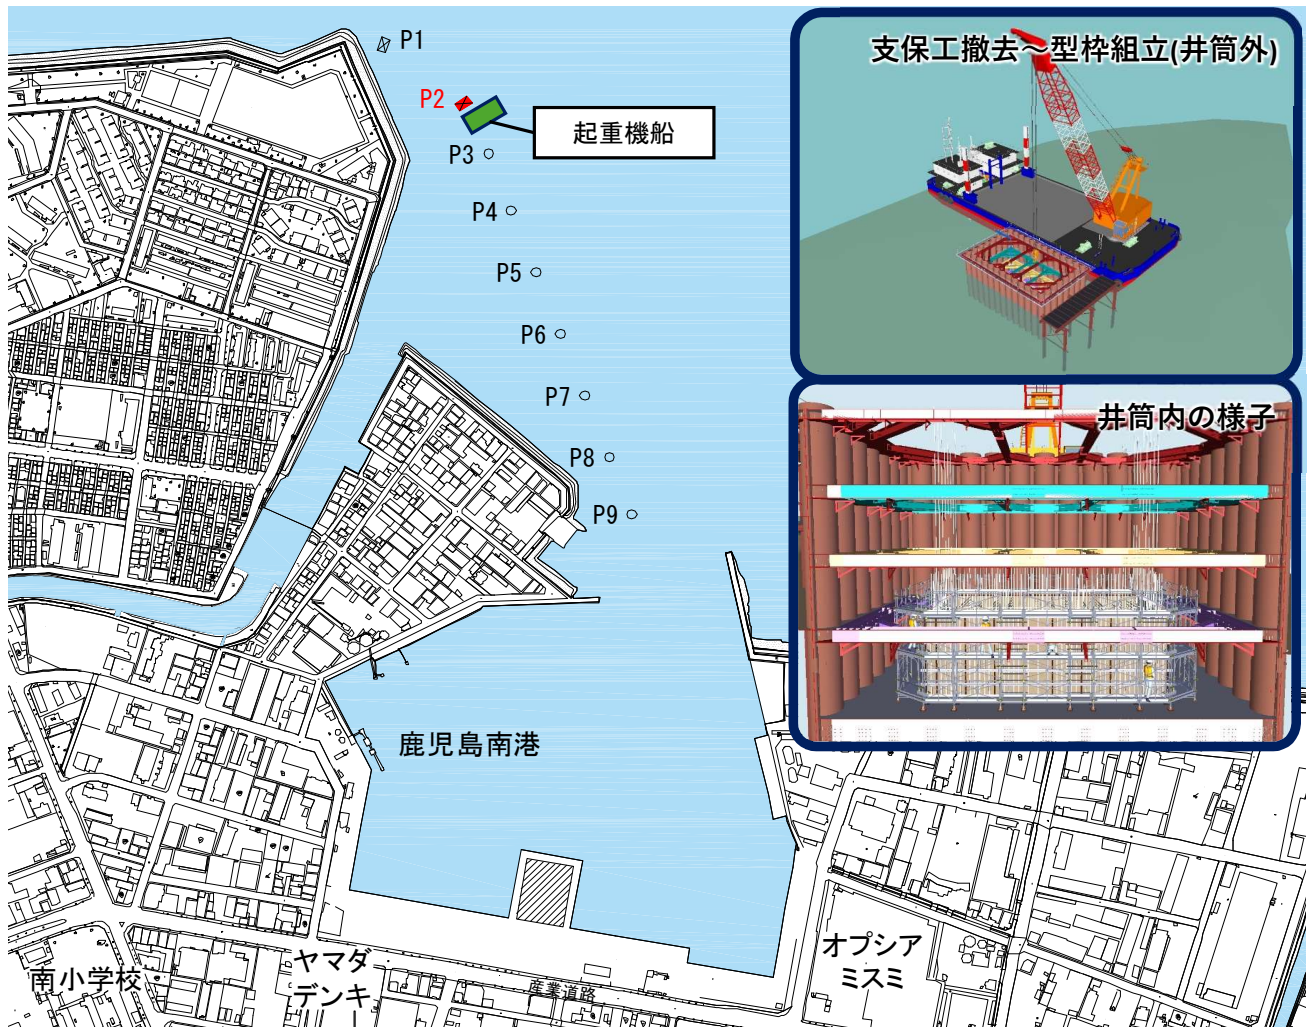 P1
支保工撤去～型枠組立(井筒外)
P2
起重機船
P3
P4
P5
P6
P7
井筒内の様子
P8
P9
鹿児島南港
オプシア
ミスミ
ヤマダ
デンキ
南小学校
産業道路